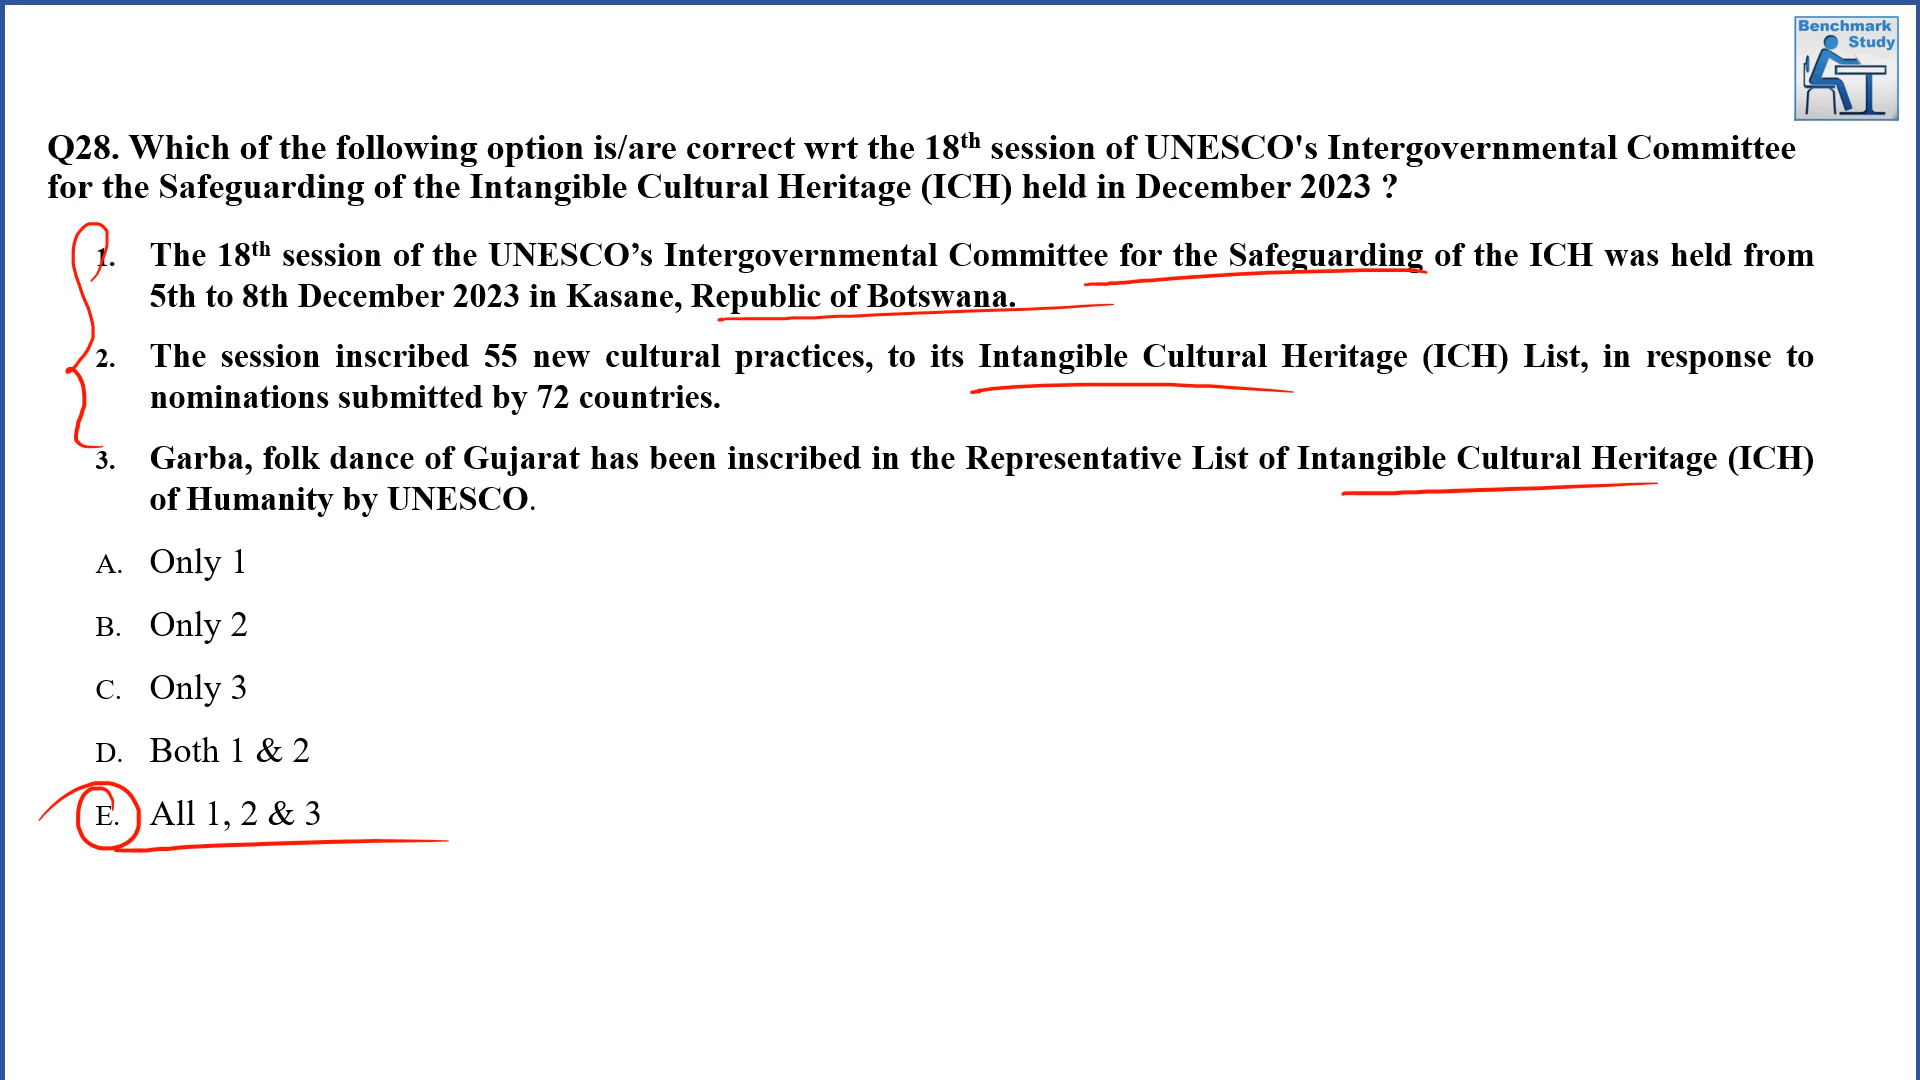 Benchmark
Study
Q28. Which of the following option is/are correct wrt the 18th session of UNESCO's Intergovernmental Committee
for the Safeguarding of the Intangible Cultural Heritage (ICH) held in December 2023 ?
1. The 18th session of the UNESCO’s Intergovernmental Committee for the Safeguarding of the ICH was held from
5th to 8th December 2023 in Kasane, Republic of Botswana.
2. The session inscribed 55 new cultural practices, to its Intangible Cultural Heritage (ICH) List, in response to
nominations submitted by 72 countries.
3. Garba, folk dance of Gujarat has been inscribed in the Representative List of Intangible Cultural Heritage (ICH)
of Humanity by UNESCO.
A. Only 1
B. Only 2
C. Only 3
D. Both 1 & 2
E. All 1, 2 & 3